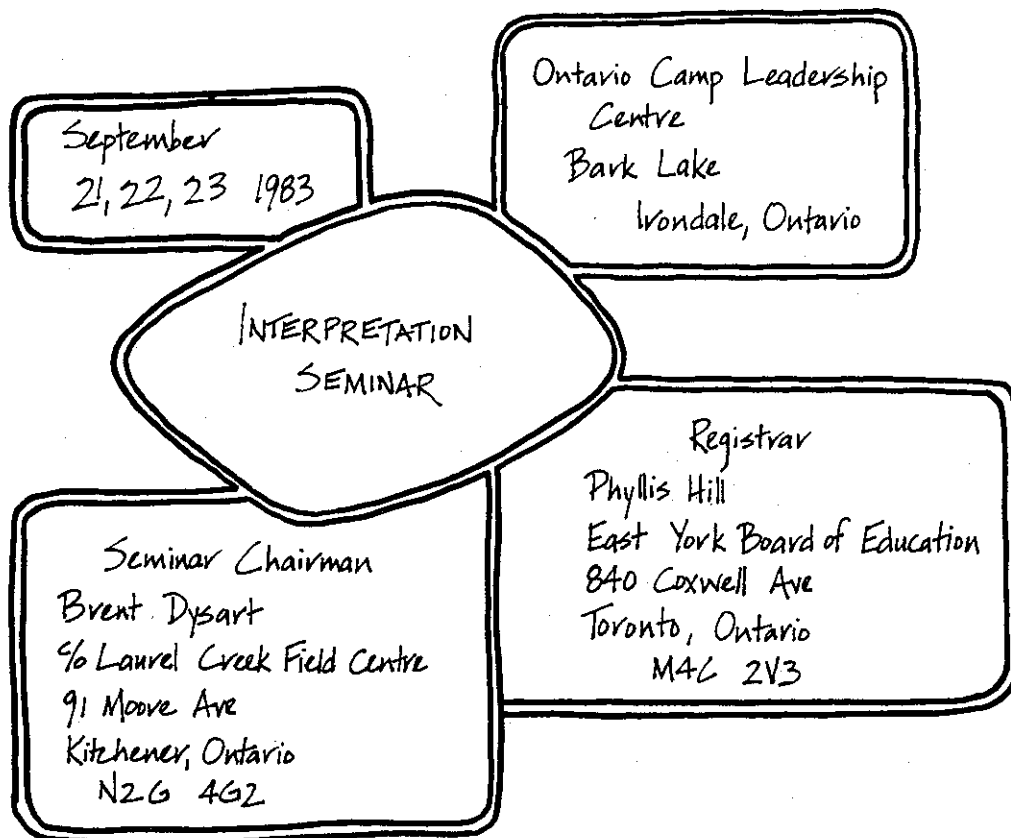 September
21, 22, 23 1983
Ontario Camp Leadership
Centre
Bark Lake
Irondale, Ontario
INTERPRETATION
SEMINAR
Registrar
Phyllis Hill
East York Board of Education
840 Coxwell Ave
Toronto, Ontario
M4C 2V3
Seminar Chairman
Brent Dysart
c/o Laurel Creek Field Centre
91 Moore Ave
Kitchener, Ontario
N2G 4G2